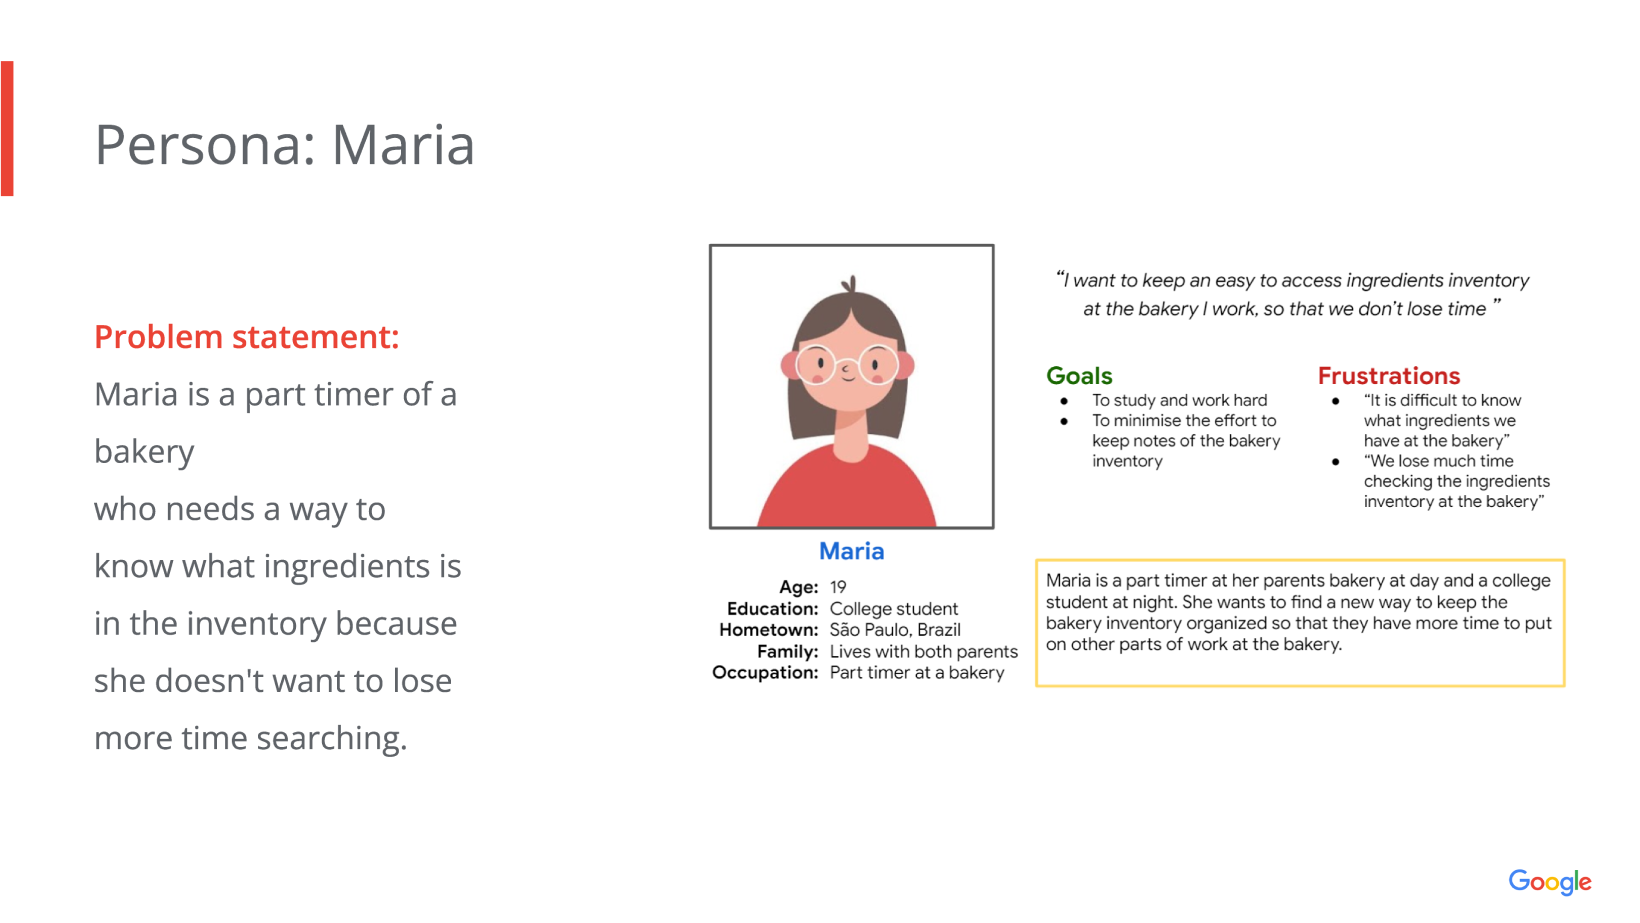 Persona: Maria
Problem statement:
Maria is a part timer of a
bakery
who needs a way to
know what ingredients is
in the inventory because
she doesn't want to lose
more time searching.
Maria
Age: 19
Education: College student
Hometown: São Paulo, Brazil
Family: Lives with both parents
Occupation: Part timer at a bakery
“I want to keep an easy to access ingredients inventory
at the bakery I work, so that we don’t lose time ”
Goals
● To study and work hard
● To minimise the effort to
keep notes of the bakery
inventory
Frustrations
● “It is difficult to know
what ingredients we
have at the bakery”
● “We lose much time
checking the ingredients
inventory at the bakery”
Maria is a part timer at her parents bakery at day and a college
student at night. She wants to find a new way to keep the
bakery inventory organized so that they have more time to put
on other parts of work at the bakery.
Google